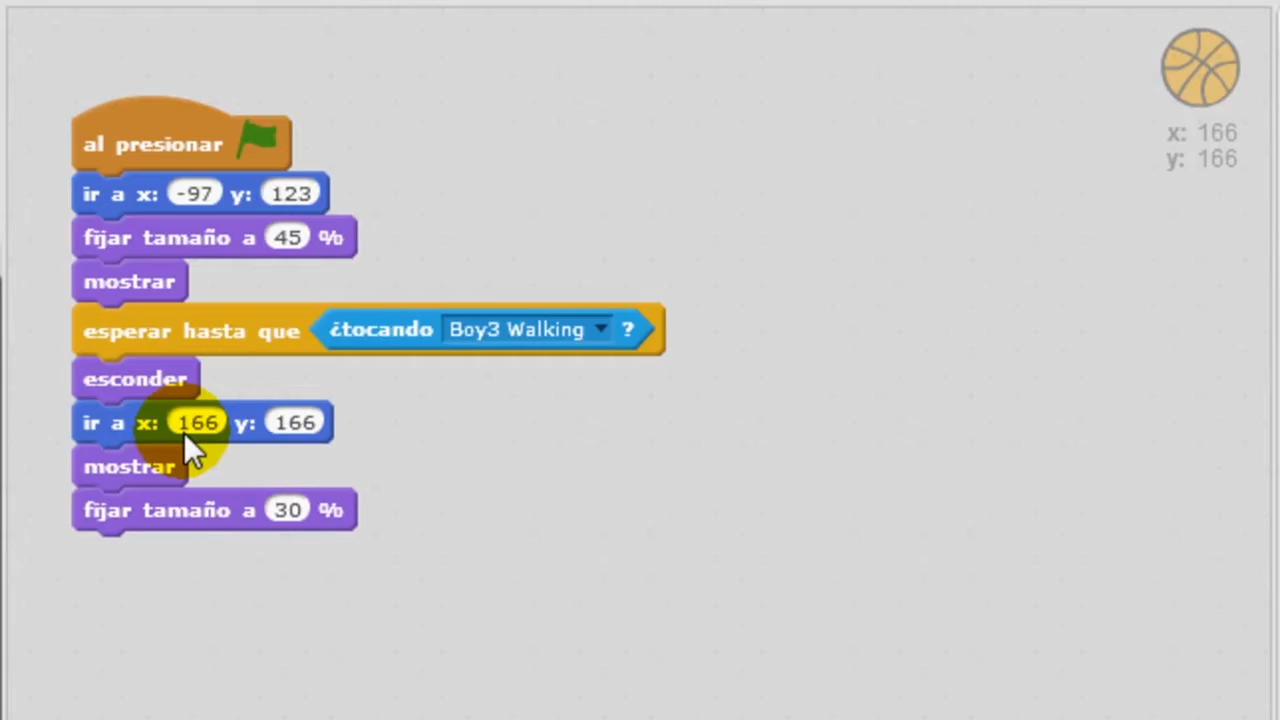 al presionar
ir a x: -97 y: 123
fijar tamaño a 45 %
mostrar
esperar hasta que ¿tocando Boy3 Walking ?
esconder
ir a x: 166 y: 166
mostrar
fijar tamaño a 30 %
x: 166
y: 166